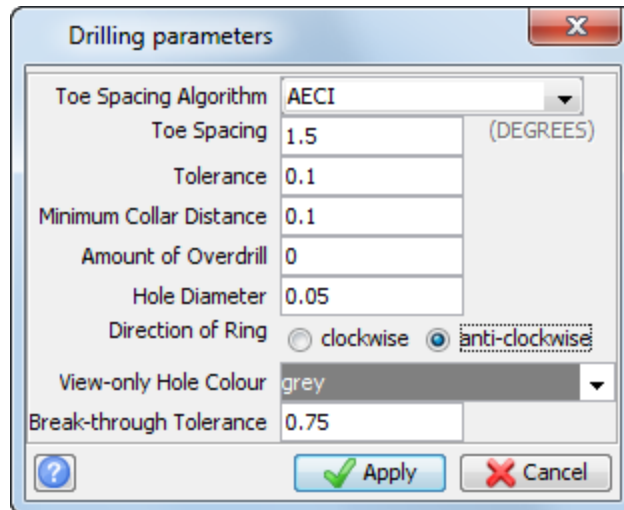 Drilling parameters
Toe Spacing Algorithm AECI
Toe Spacing 1.5 (DEGREES)
Tolerance 0.1
Minimum Collar Distance 0.1
Amount of Overdrill 0
Hole Diameter 0.05
Direction of Ring clockwise anti-clockwise
View-only Hole Colour grey
Break-through Tolerance 0.75
? Apply Cancel